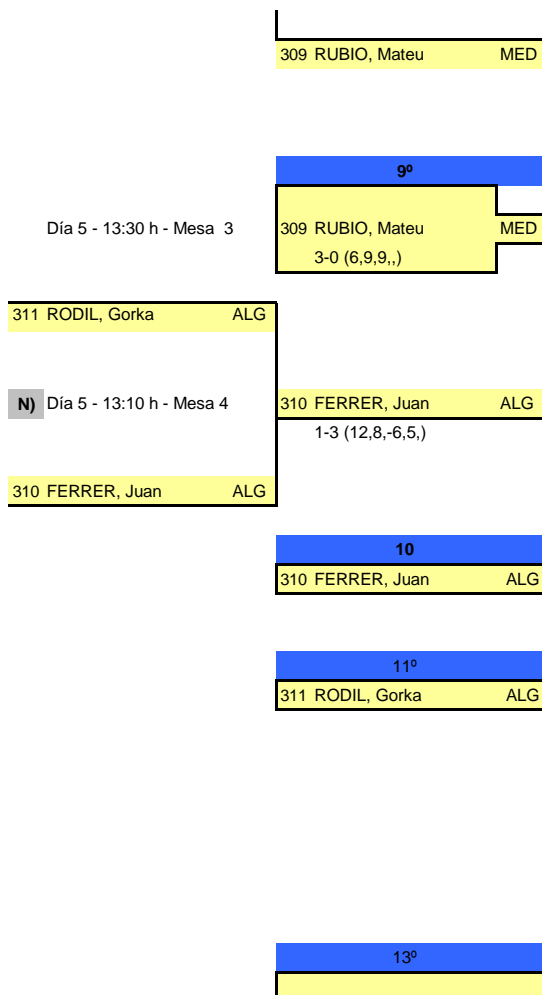 309 RUBIO, Mateu MED
9º
Día 5 - 13:30 h - Mesa 3 309 RUBIO, Mateu MED
3-0 (6,9,9,,)
311 RODIL, Gorka ALG
N) Día 5 - 13:10 h - Mesa 4 310 FERRER, Juan ALG
1-3 (12,8,-6,5,)
310 FERRER, Juan ALG
10
310 FERRER, Juan ALG
11º
311 RODIL, Gorka ALG
13º